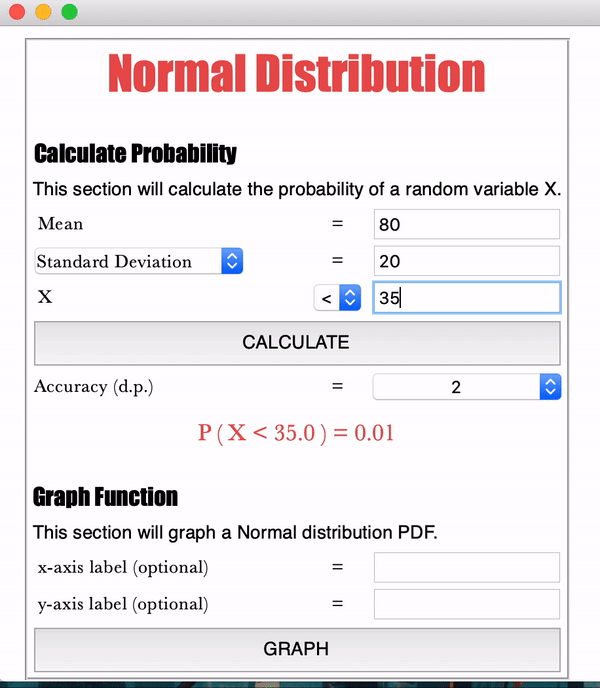 Normal Distribution
Calculate Probability
This section will calculate the probability of a random variable X.
Mean = 80
Standard Deviation = 20
X < 35
CALCULATE
Accuracy (d.p.) = 2
P ( X < 35.0 ) = 0.01
Graph Function
This section will graph a Normal distribution PDF.
x-axis label (optional) =
y-axis label (optional) =
GRAPH